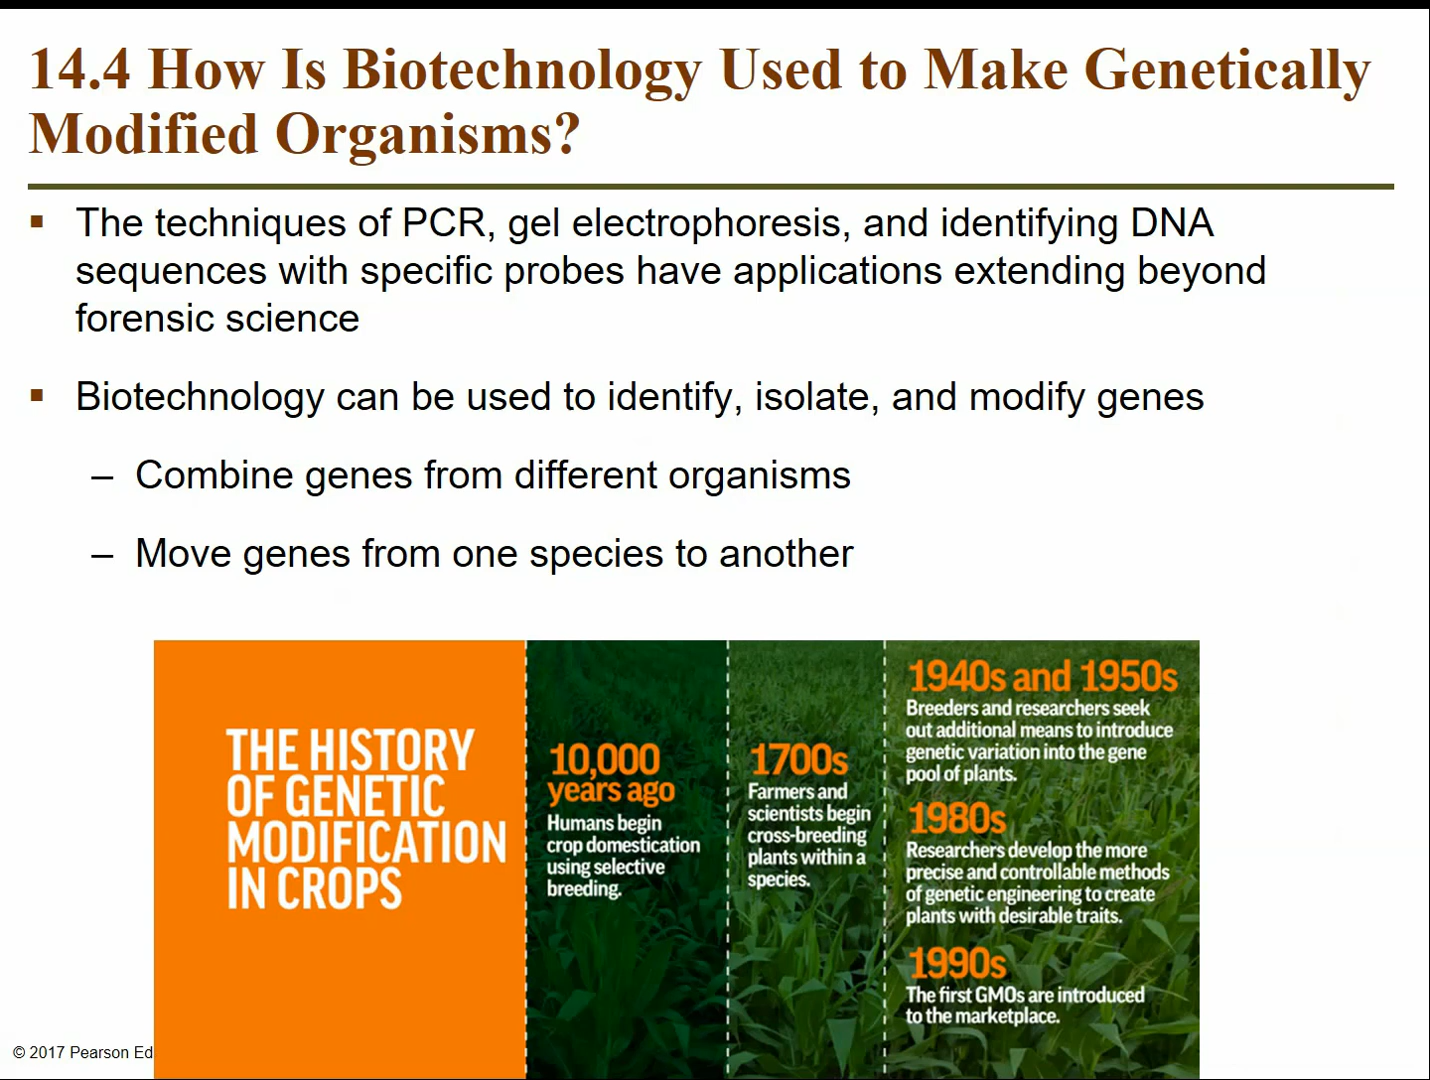 14.4 How Is Biotechnology Used to Make Genetically
Modified Organisms?
▪ The techniques of PCR, gel electrophoresis, and identifying DNA
sequences with specific probes have applications extending beyond
forensic science
▪ Biotechnology can be used to identify, isolate, and modify genes
– Combine genes from different organisms
– Move genes from one species to another
THE HISTORY
OF GENETIC
MODIFICATION
IN CROPS
10,000
years ago
Humans begin
crop domestication
using selective
breeding.
1700s
Farmers and
scientists begin
cross-breeding
plants within a
species.
1940s and 1950s
Breeders and researchers seek
out additional means to introduce
genetic variation into the gene
pool of plants.
1980s
Researchers develop the more
precise and controllable methods
of genetic engineering to create
plants with desirable traits.
1990s
The first GMOs are introduced
to the marketplace.
© 2017 Pearson Ed